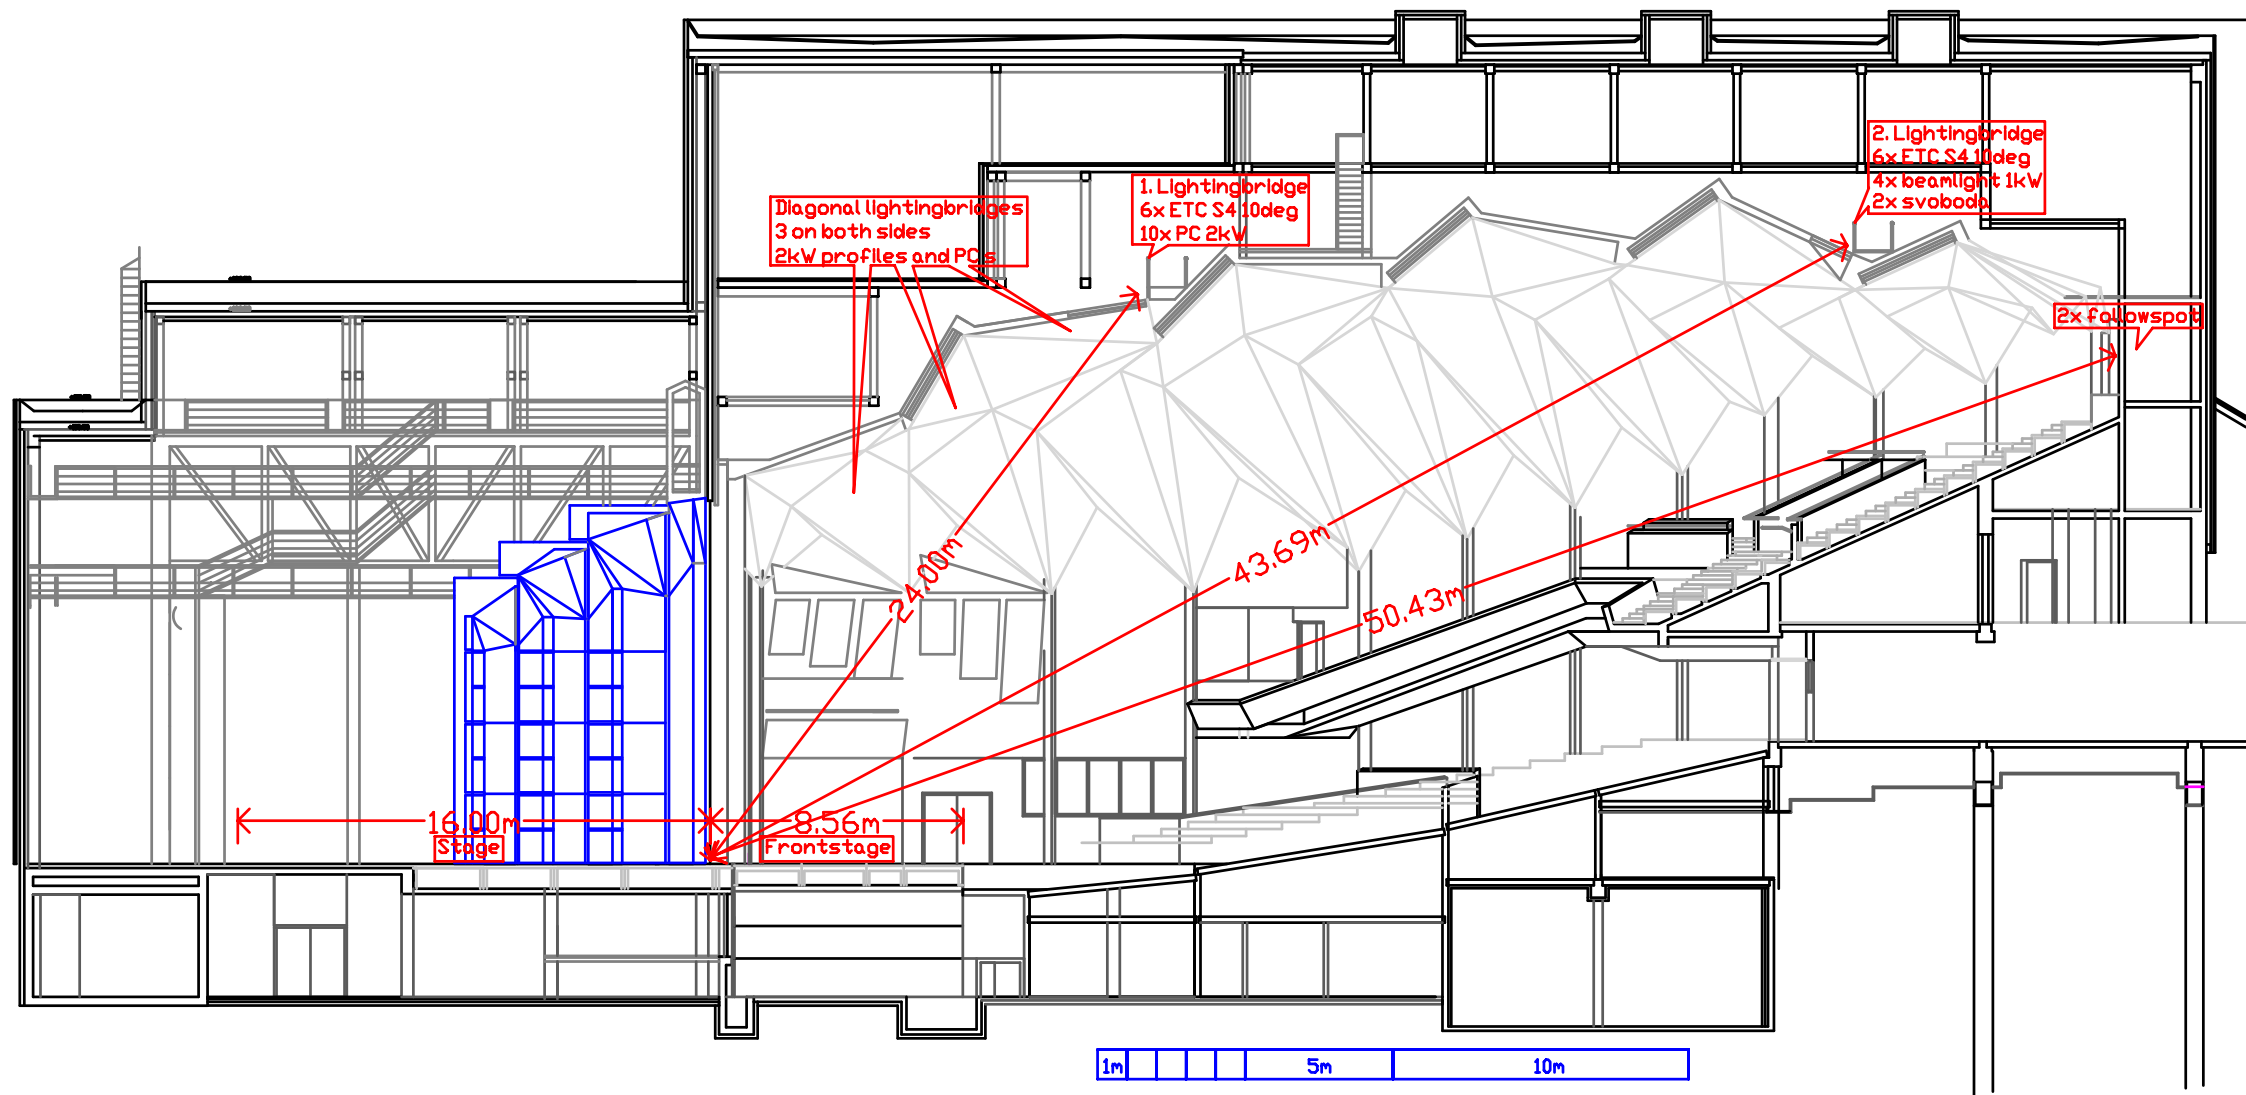 2. Lightingbridge
6x ETC S4 10deg
4x beamlight 1kW
2x svoboda
1. Lightingbridge
6x ETC S4 10deg
10x PC 2kW
Diagonal lightingbridges
3 on both sides
2kW profiles and PC's
2x followspot
24.00m
43.69m
50.43m
16.00m
8.56m
Stage
Frontstage
1m
5m
10m